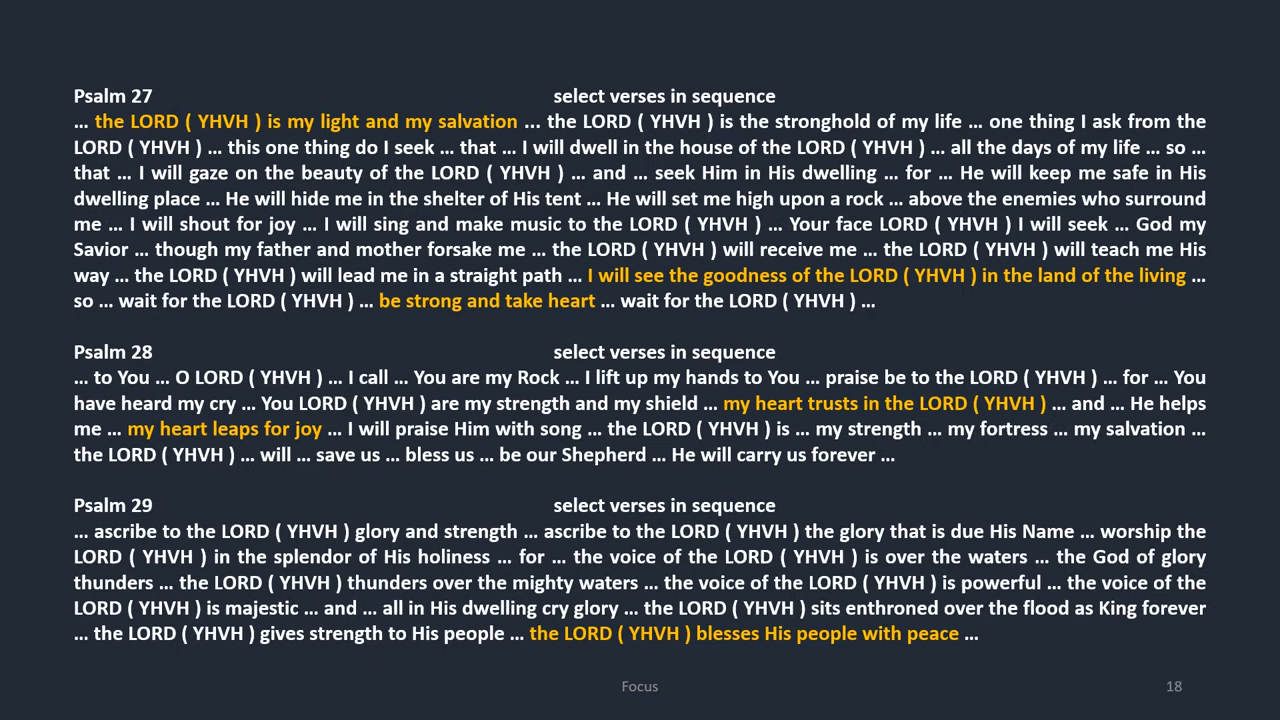 Psalm 27 select verses in sequence
... the LORD ( YHVH ) is my light and my salvation ... the LORD ( YHVH ) is the stronghold of my life ... one thing I ask from the
LORD ( YHVH ) ... this one thing do I seek ... that ... I will dwell in the house of the LORD ( YHVH ) ... all the days of my life ... so ...
that ... I will gaze on the beauty of the LORD ( YHVH ) ... and ... seek Him in His dwelling ... for ... He will keep me safe in His
dwelling place ... He will hide me in the shelter of His tent ... He will set me high upon a rock ... above the enemies who surround
me ... I will shout for joy ... I will sing and make music to the LORD ( YHVH ) ... Your face LORD ( YHVH ) I will seek ... God my
Savior ... though my father and mother forsake me ... the LORD ( YHVH ) will receive me ... the LORD ( YHVH ) will teach me His
way ... the LORD ( YHVH ) will lead me in a straight path ... I will see the goodness of the LORD ( YHVH ) in the land of the living ...
so ... wait for the LORD ( YHVH ) ... be strong and take heart ... wait for the LORD ( YHVH ) ...
Psalm 28 select verses in sequence
... to You ... O LORD ( YHVH ) ... I call ... You are my Rock ... I lift up my hands to You ... praise be to the LORD ( YHVH ) ... for ... You
have heard my cry ... You LORD ( YHVH ) are my strength and my shield ... my heart trusts in the LORD ( YHVH ) ... and ... He helps
me ... my heart leaps for joy ... I will praise Him with song ... the LORD ( YHVH ) is ... my strength ... my fortress ... my salvation ...
the LORD ( YHVH ) ... will ... save us ... bless us ... be our Shepherd ... He will carry us forever ...
Psalm 29 select verses in sequence
... ascribe to the LORD ( YHVH ) glory and strength ... ascribe to the LORD ( YHVH ) the glory that is due His Name ... worship the
LORD ( YHVH ) in the splendor of His holiness ... for ... the voice of the LORD ( YHVH ) is over the waters ... the God of glory
thunders ... the LORD ( YHVH ) thunders over the mighty waters ... the voice of the LORD ( YHVH ) is powerful ... the voice of the
LORD ( YHVH ) is majestic ... and ... all in His dwelling cry glory ... the LORD ( YHVH ) sits enthroned over the flood as King forever
... the LORD ( YHVH ) gives strength to His people ... the LORD ( YHVH ) blesses His people with peace ...
Focus 18